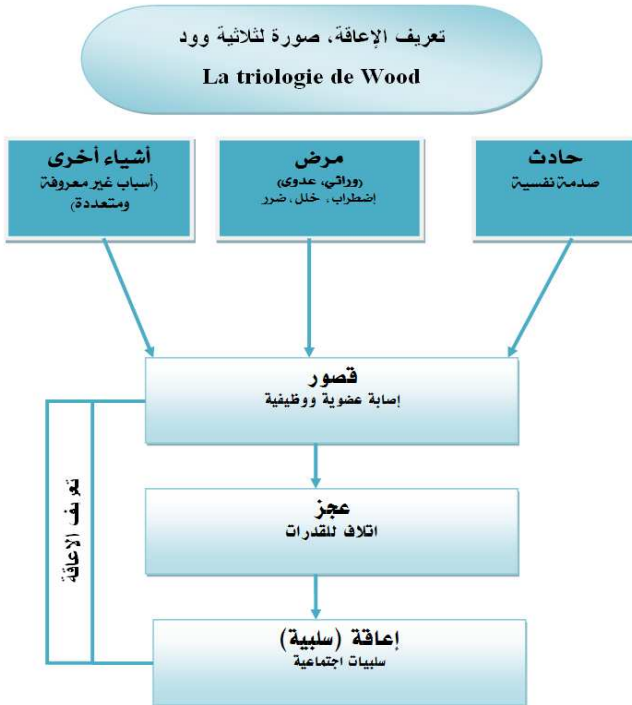 تعريف الإعاقة، صورة لثلاثية وود
La triologie de Wood
حادث
صدمة نفسية
مرض
(وراثي، عدوى)
إضطراب، خلل، ضرر
أشياء أخرى
(أسباب غير معروفة
ومتعددة)
قصور
إصابة عضوية ووظيفية
عجز
اتلاف للقدرات
إعاقة (سلبية)
سلبيات اجتماعية
تعريف الاعاقة